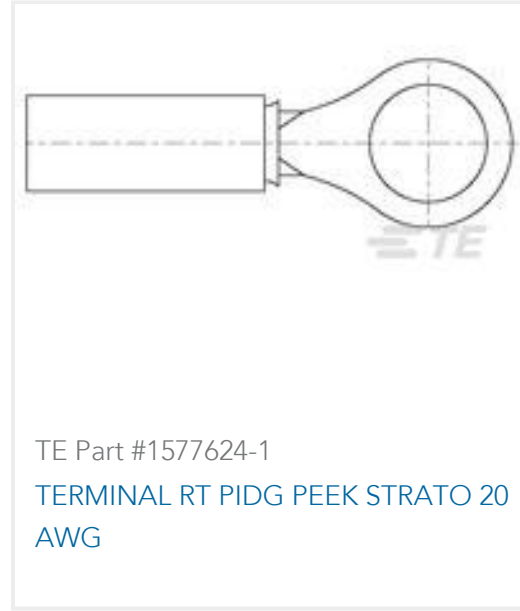 TE
TE Part #1577624-1
TERMINAL RT PIDG PEEK STRATO 20
AWG